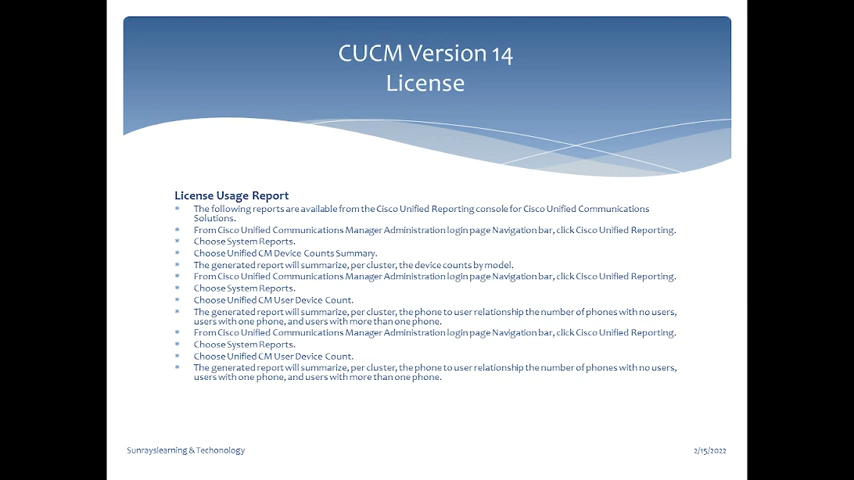 CUCM Version 14
License
License Usage Report
* The following reports are available from the Cisco Unified Reporting console for Cisco Unified Communications
Solutions.
* From Cisco Unified Communications Manager Administration login page Navigation bar, click Cisco Unified Reporting.
* Choose System Reports.
* Choose Unified CM Device Counts Summary.
* The generated report will summarize, per cluster, the device counts by model.
* From Cisco Unified Communications Manager Administration login page Navigation bar, click Cisco Unified Reporting.
* Choose System Reports.
* Choose Unified CM User Device Count.
* The generated report will summarize, per cluster, the phone to user relationship the number of phones with no users,
users with one phone, and users with more than one phone.
* From Cisco Unified Communications Manager Administration login page Navigation bar, click Cisco Unified Reporting.
* Choose System Reports.
* Choose Unified CM User Device Count.
* The generated report will summarize, per cluster, the phone to user relationship the number of phones with no users,
users with one phone, and users with more than one phone.
Sunrayslearning & Techonology
2/15/2022